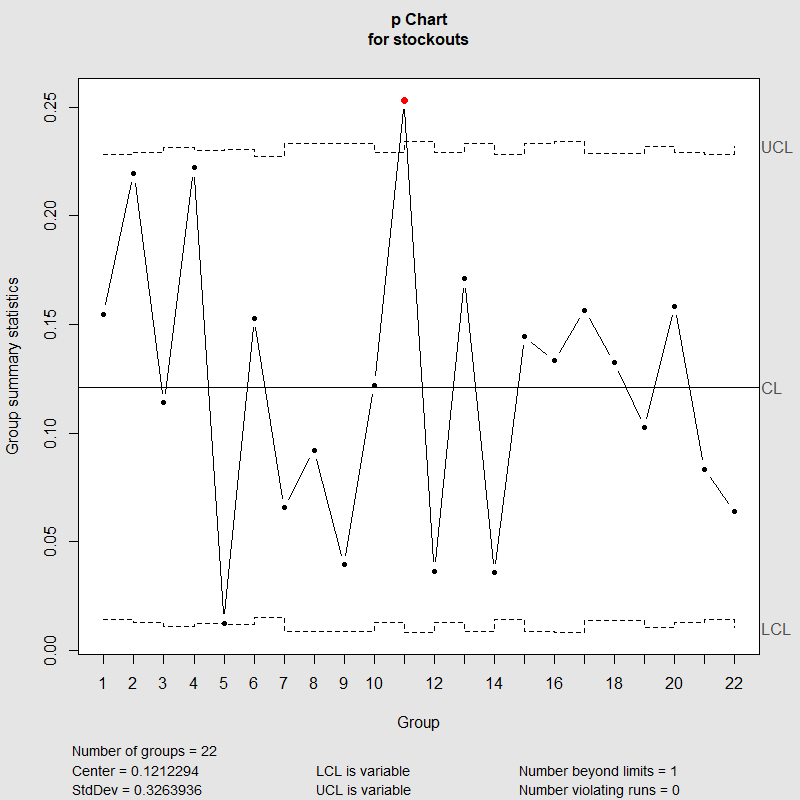 p Chart
for stockouts
Group summary statistics
0.25
0.20
0.15
0.10
0.05
0.00
UCL
CL
LCL
1 2 3 4 5 6 7 8 9 10 12 14 16 18 20 22
Group
Number of groups = 22
Center = 0.1212294 LCL is variable Number beyond limits = 1
StdDev = 0.3263936 UCL is variable Number violating runs = 0